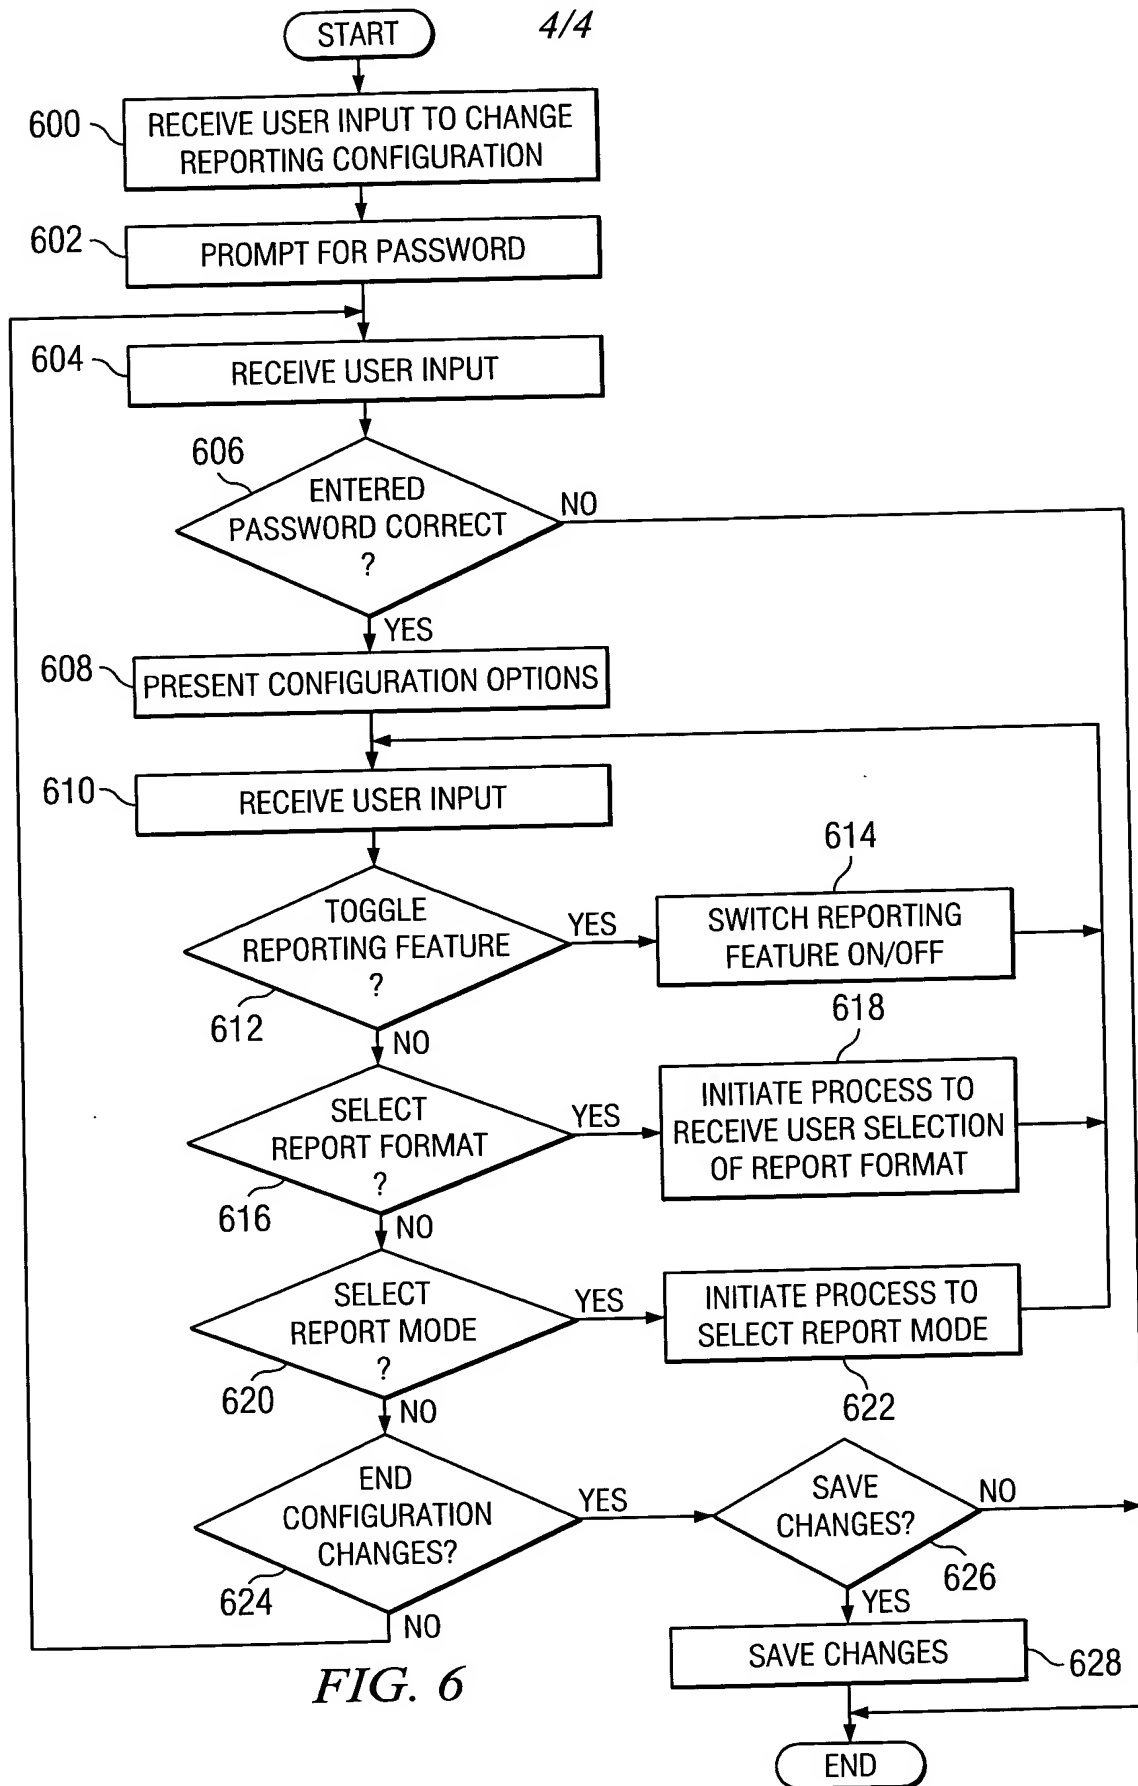 4/4
START
600
RECEIVE USER INPUT TO CHANGE
REPORTING CONFIGURATION
602
PROMPT FOR PASSWORD
604
RECEIVE USER INPUT
606
ENTERED
PASSWORD CORRECT
?
NO
YES
608
PRESENT CONFIGURATION OPTIONS
610
RECEIVE USER INPUT
TOGGLE
REPORTING FEATURE
?
612
YES
614
SWITCH REPORTING
FEATURE ON/OFF
NO
SELECT
REPORT FORMAT
?
616
YES
618
INITIATE PROCESS TO
RECEIVE USER SELECTION
OF REPORT FORMAT
NO
SELECT
REPORT MODE
?
620
YES
INITIATE PROCESS TO
SELECT REPORT MODE
622
NO
END
CONFIGURATION
CHANGES?
624
YES
NO
SAVE
CHANGES?
626
NO
YES
SAVE CHANGES
628
END
FIG. 6